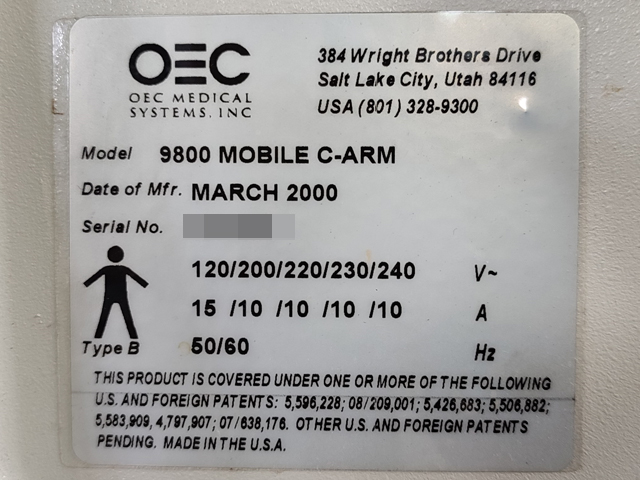 OEC
OEC MEDICAL
SYSTEMS, INC
384 Wright Brothers Drive
Salt Lake City, Utah 84116
USA (801) 328-9300
Model 9800 MOBILE C-ARM
Date of Mfr. MARCH 2000
Serial No.
120/200/220/230/240 V~
15 /10 /10 /10 /10 A
Type B 50/60 Hz
THIS PRODUCT IS COVERED UNDER ONE OR MORE OF THE FOLLOWING
U.S. AND FOREIGN PATENTS: 5,596,228; 08/209,001; 5,426,683; 5,506,882;
5,583,909, 4,797,907; 07/638,176. OTHER U.S. AND FOREIGN PATENTS
PENDING. MADE IN THE U.S.A.